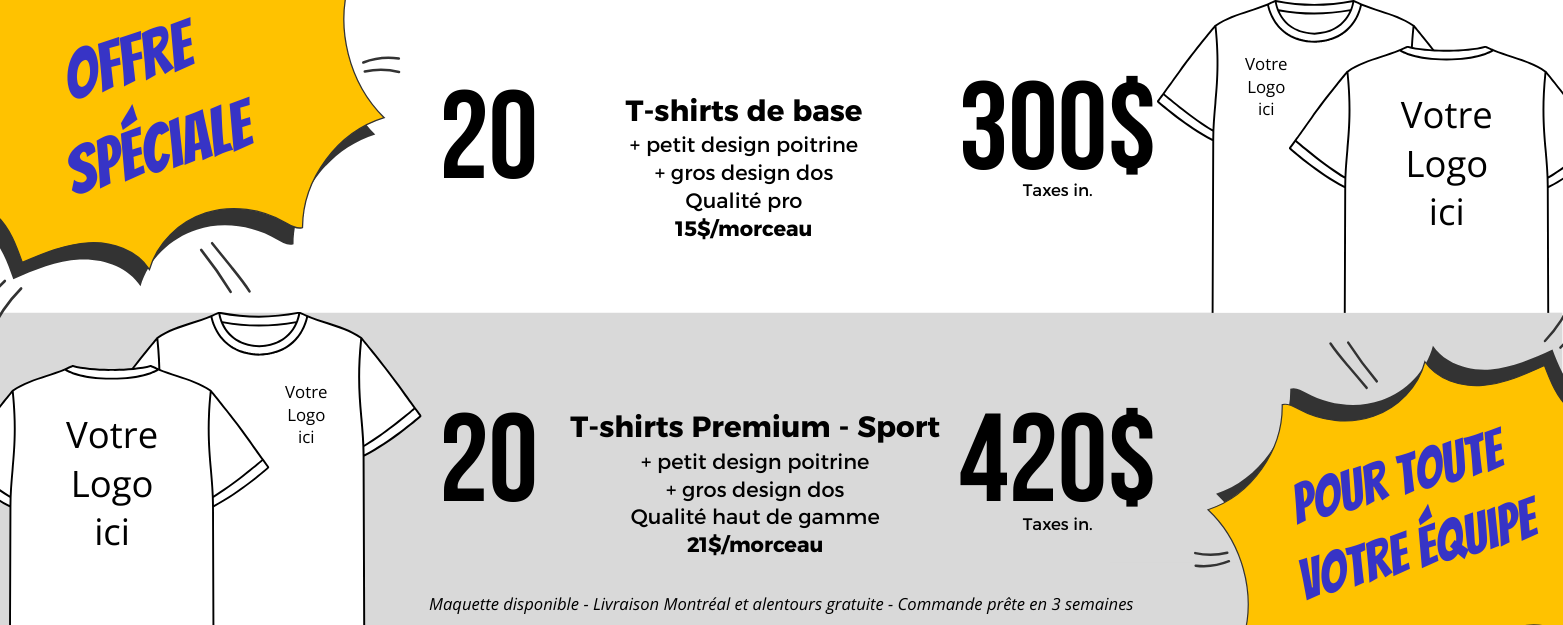 OFFRE
SPÉCIALE
20
T-shirts de base
+ petit design poitrine
+ gros design dos
Qualité pro
15$/morceau
300$
Taxes in.
Votre
Logo
ici
Votre
Logo
ici
Votre
Logo
ici
Votre
Logo
ici
20
T-shirts Premium - Sport
+ petit design poitrine
+ gros design dos
Qualité haut de gamme
21$/morceau
420$
Taxes in.
POUR TOUTE
VOTRE ÉQUIPE
Maquette disponible - Livraison Montréal et alentours gratuite - Commande prête en 3 semaines